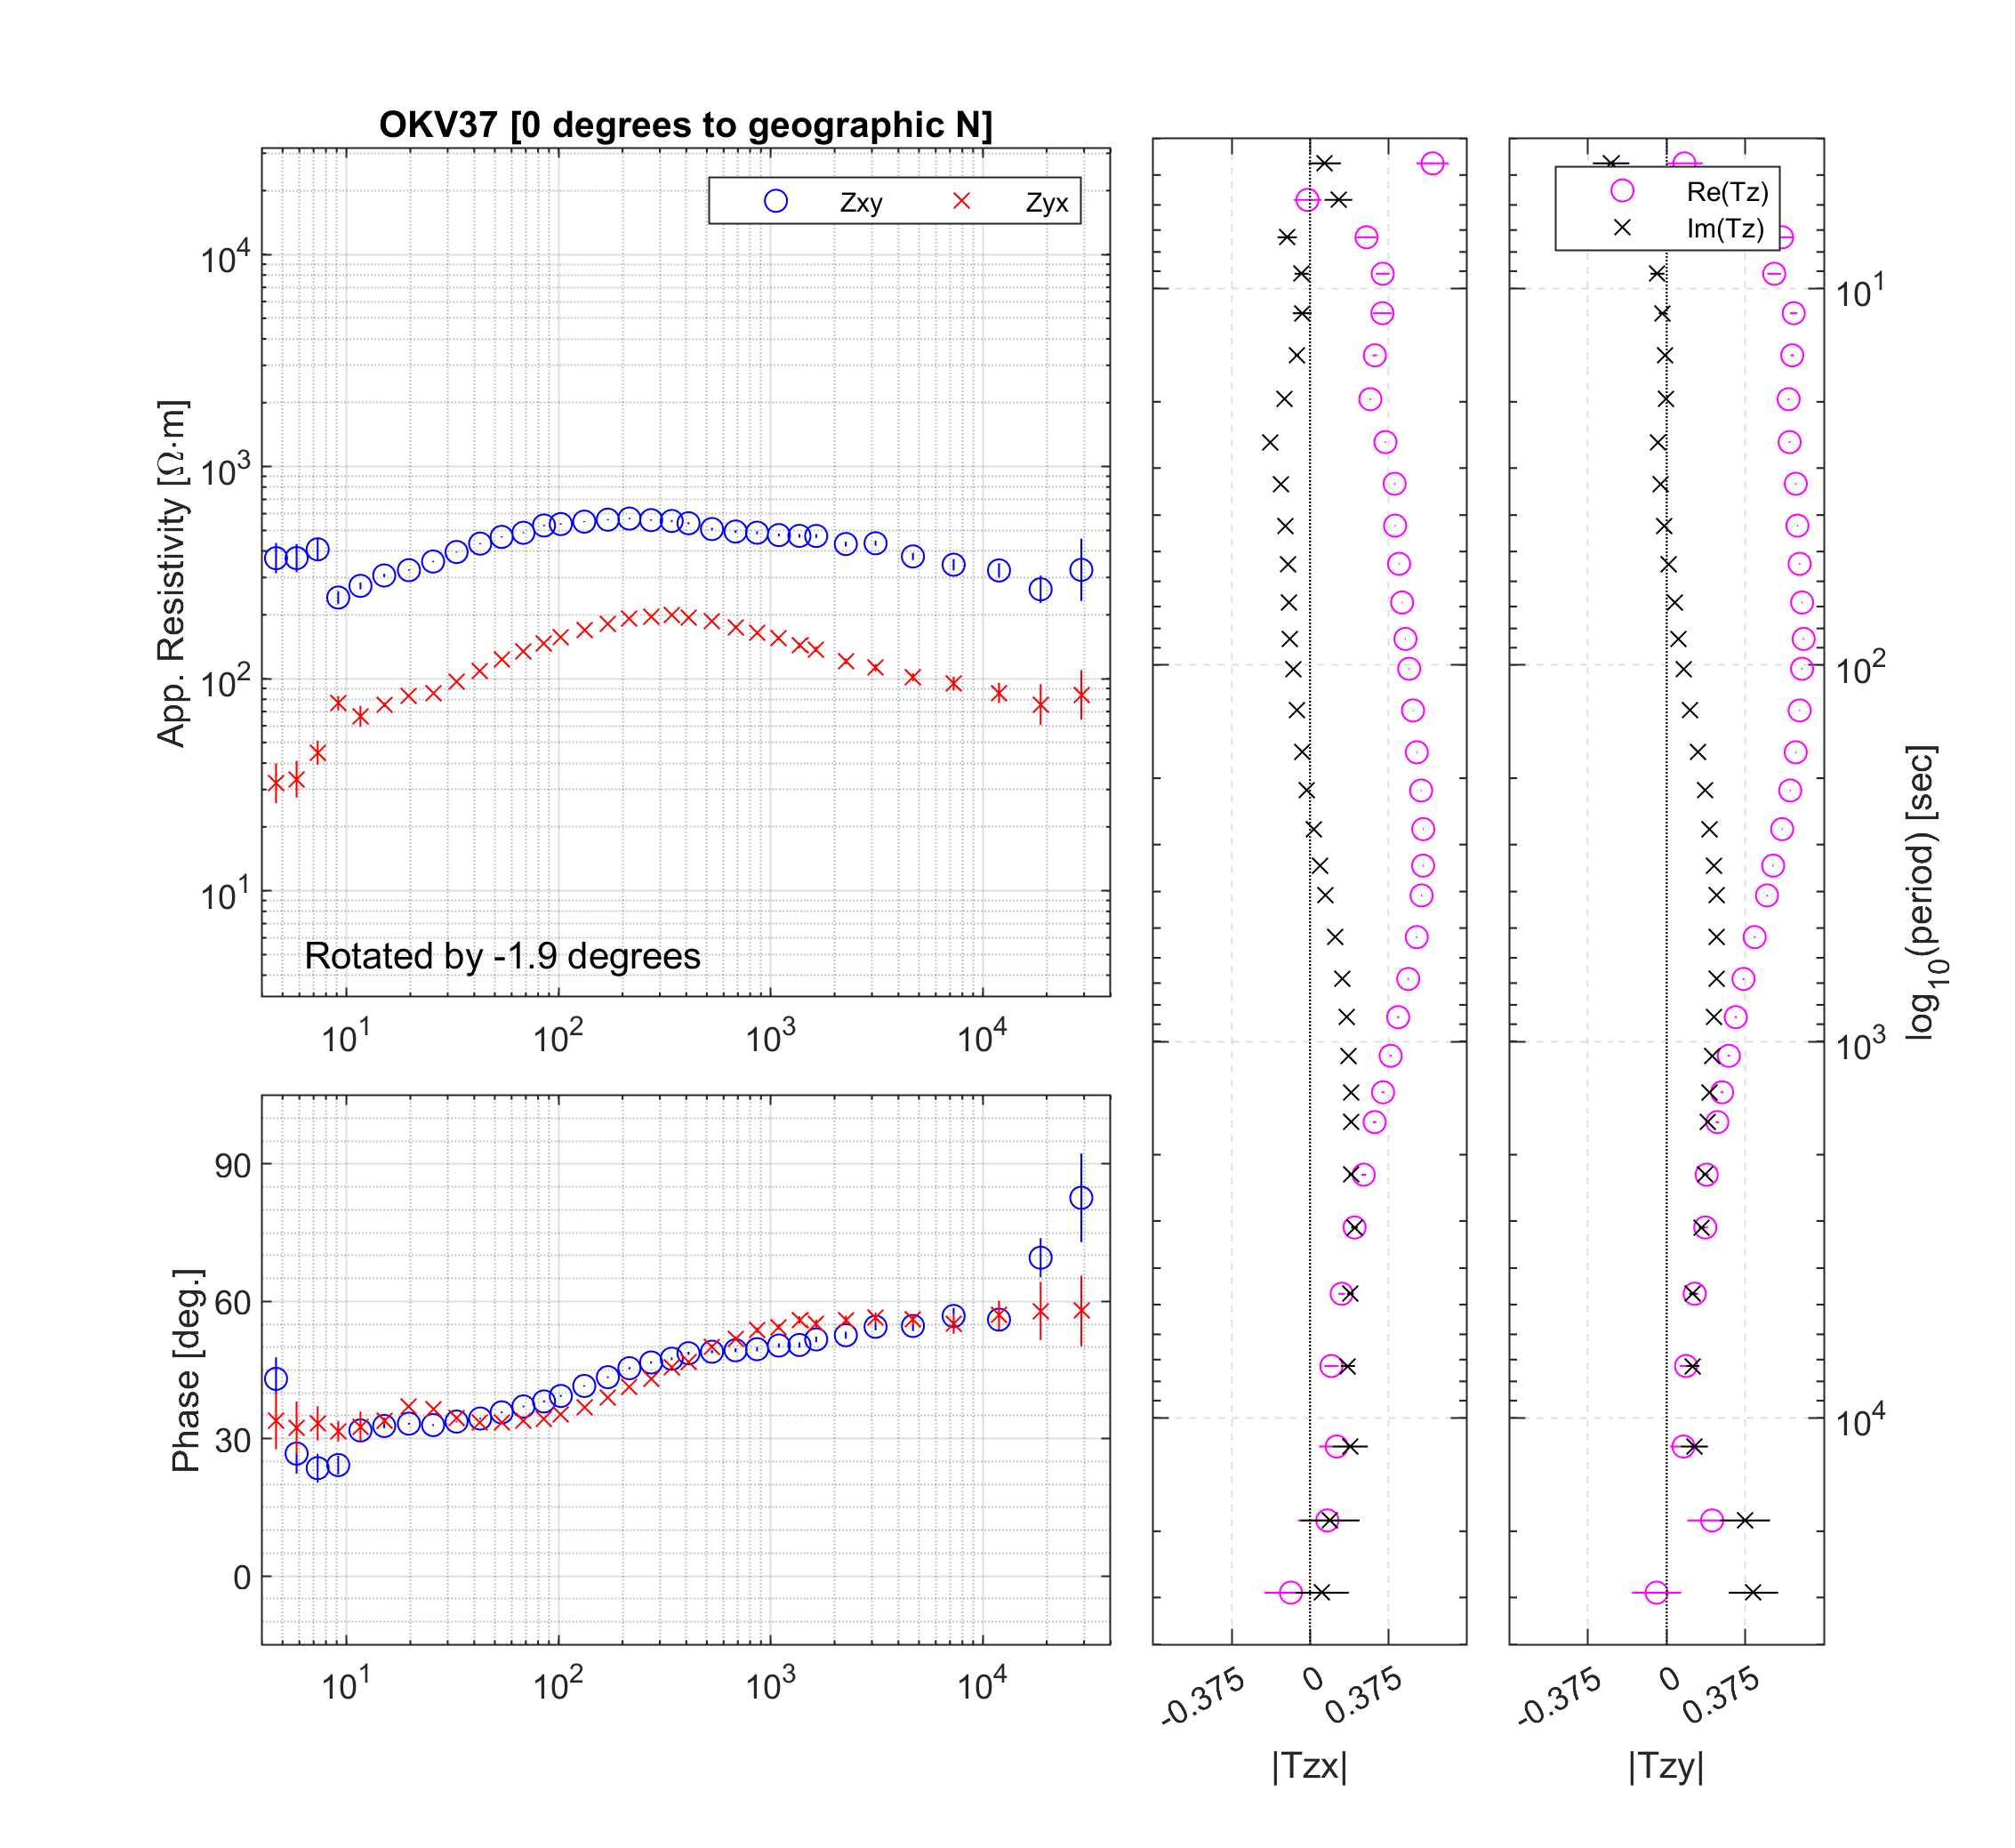 OKV37 [0 degrees to geographic N]
Zxy Zyx
App. Resistivity [Ω·m]
10^4
10^3
10^2
10^1
Rotated by -1.9 degrees
10^1 10^2 10^3 10^4
Phase [deg.]
90
60
30
0
10^1 10^2 10^3 10^4
-0.375 0 0.375
|Tzx|
Re(Tz)
Im(Tz)
-0.375 0 0.375
|Tzy|
10^1
10^2
10^3
10^4
log_10(period) [sec]